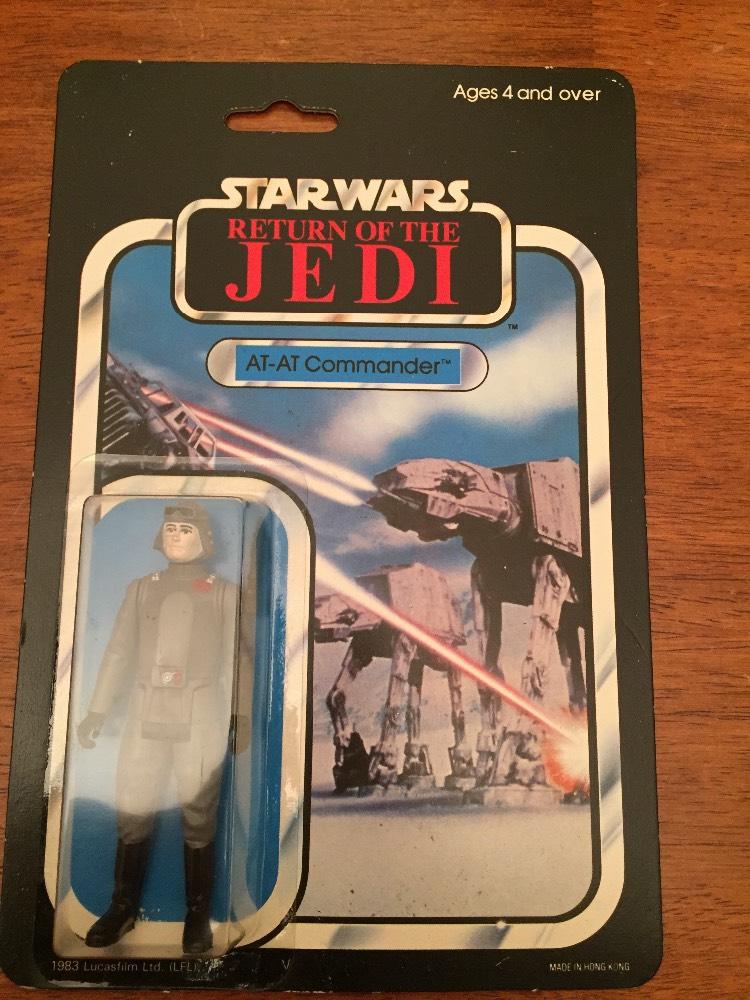 Ages 4 and over
STAR WARS
RETURN OF THE
JEDI
TM
AT-AT Commander™
1983 Lucasfilm Ltd. (LFL)
MADE IN HONG KONG